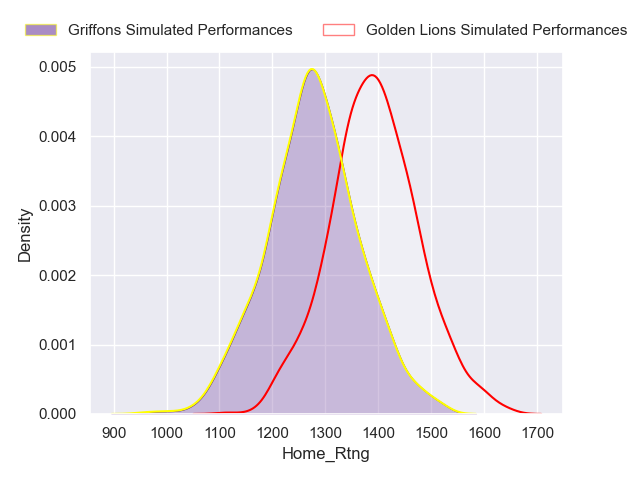 Griffons Simulated Performances
Golden Lions Simulated Performances
0.005
0.004
0.003
0.002
0.001
0.000
Density
900 1000 1100 1200 1300 1400 1500 1600 1700
Home_Rtng